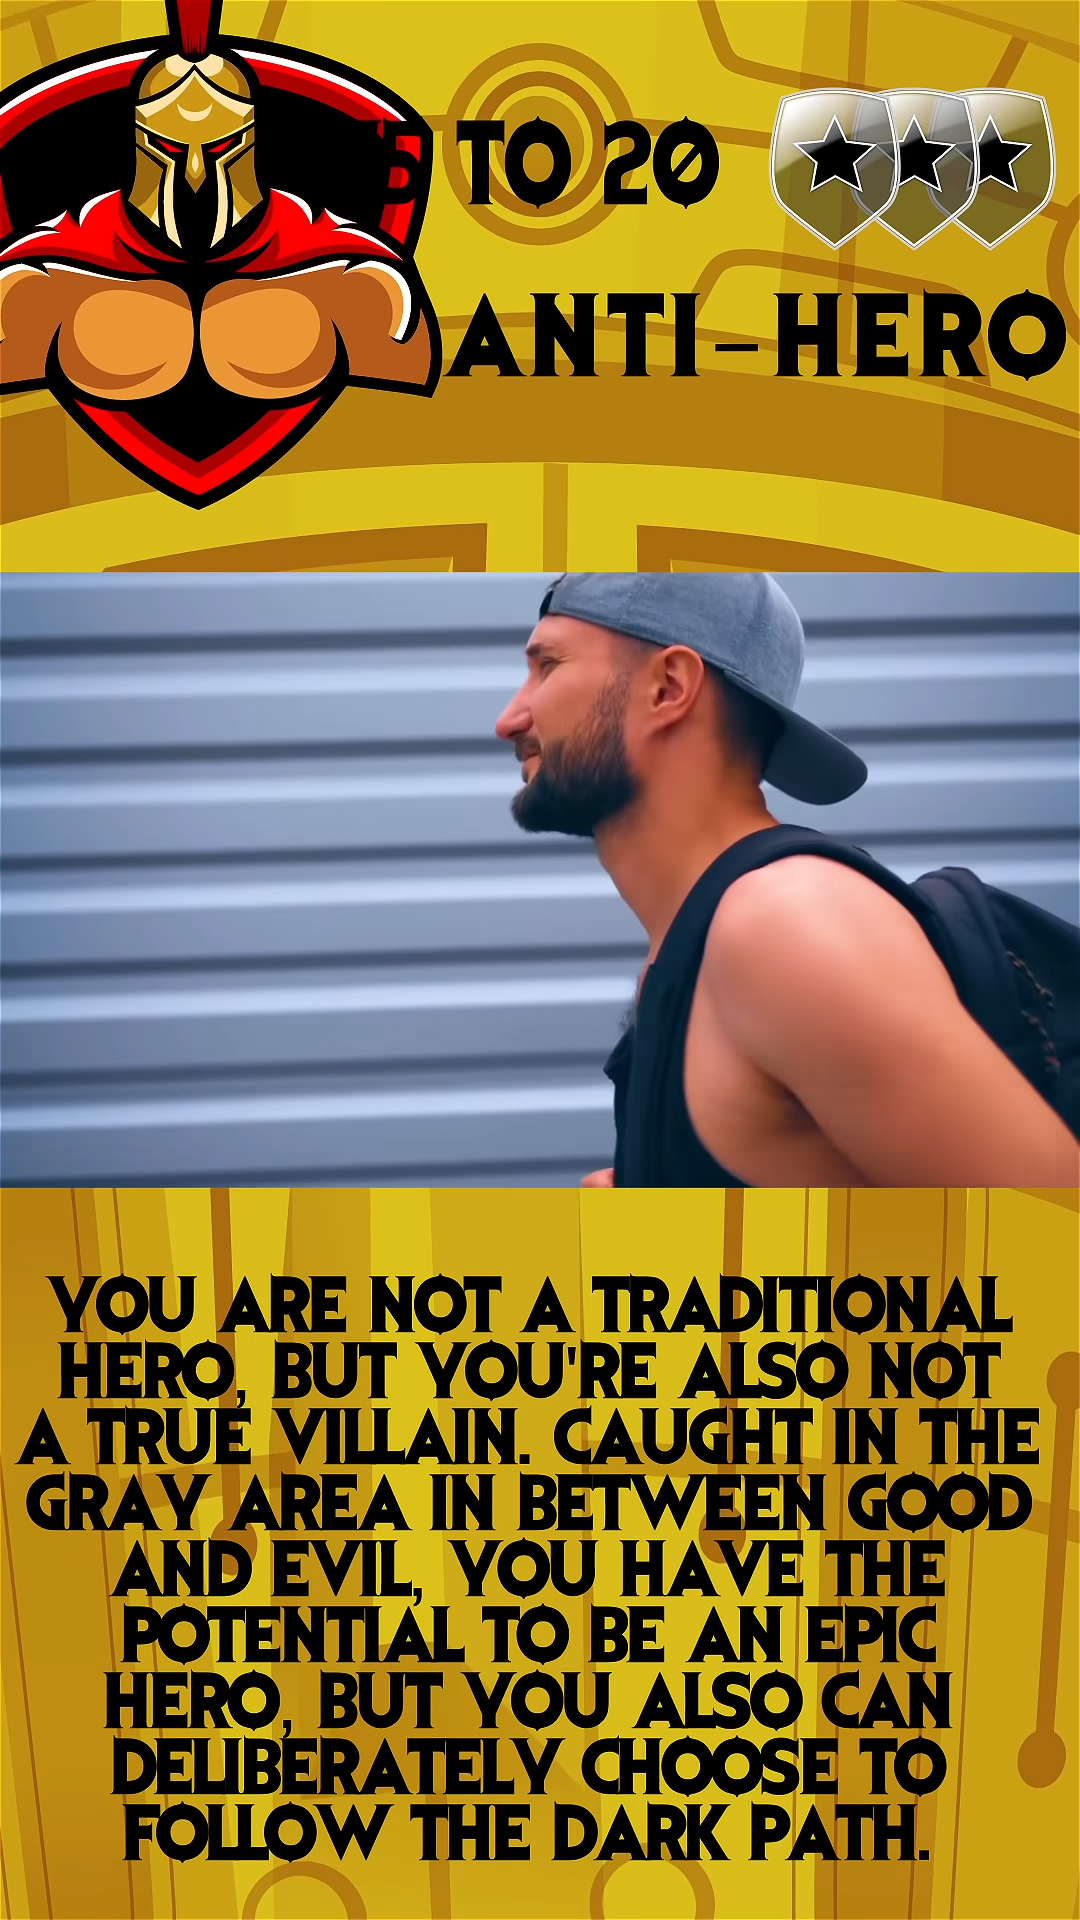 TO 20
ANTI-HERO
YOU ARE NOT A TRADITIONAL
HERO, BUT YOU'RE ALSO NOT
A TRUE VILLAIN. CAUGHT IN THE
GRAY AREA IN BETWEEN GOOD
AND EVIL, YOU HAVE THE
POTENTIAL TO BE AN EPIC
HERO, BUT YOU ALSO CAN
DELIBERATELY CHOOSE TO
FOLLOW THE DARK PATH.